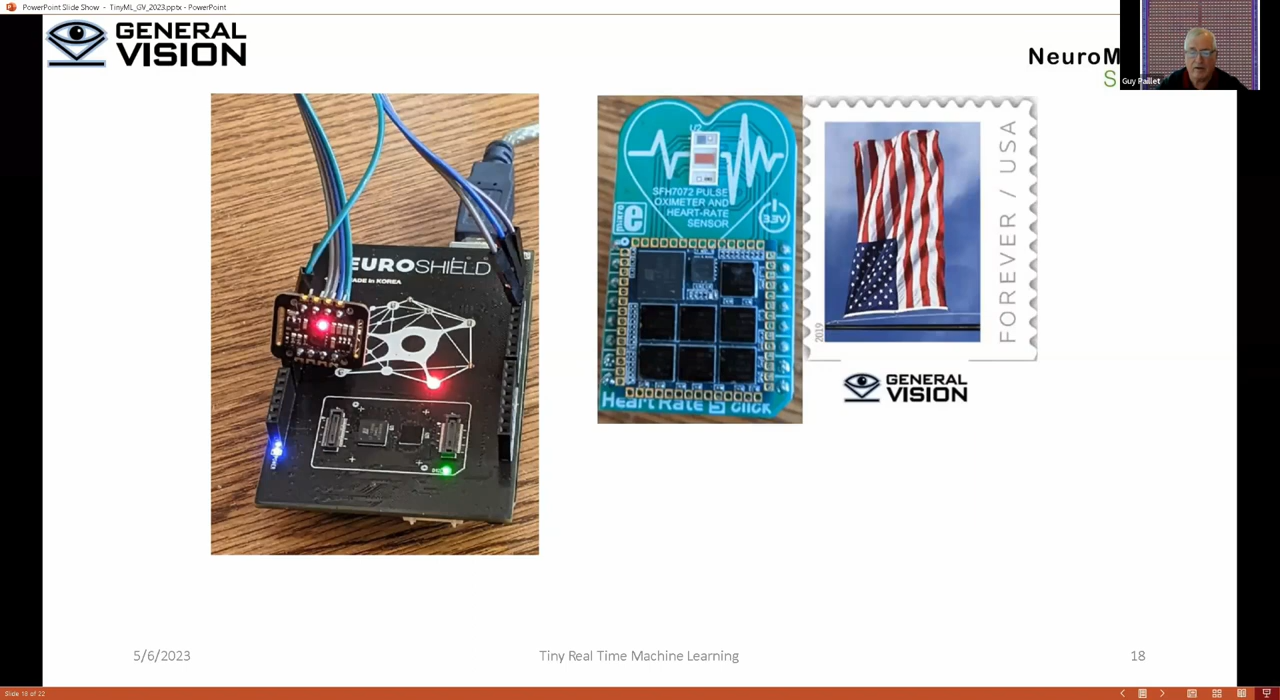 PowerPoint Slide Show - TinyML_GV_2023.pptx - PowerPoint
GENERAL
VISION
NeuroM
S
Guy Paillet
EUROSHIELD
MADE in KOREA
U2
SFH7072 PULSE
OXIMETER AND
HEART-RATE
SENSOR
mikro
e
3.3V
Heart Rate 5 click
FOREVER / USA
2019
GENERAL
VISION
5/6/2023
Tiny Real Time Machine Learning
18
Slide 18 of 22